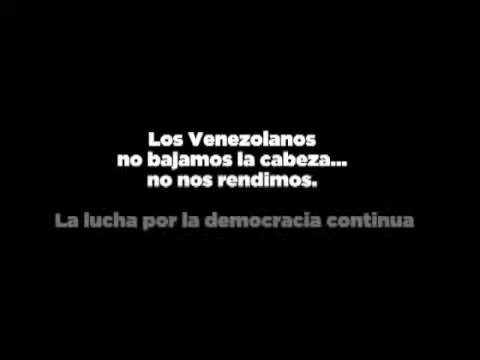 Los Venezolanos
no bajamos la cabeza...
no nos rendimos.
La lucha por la democracia continua